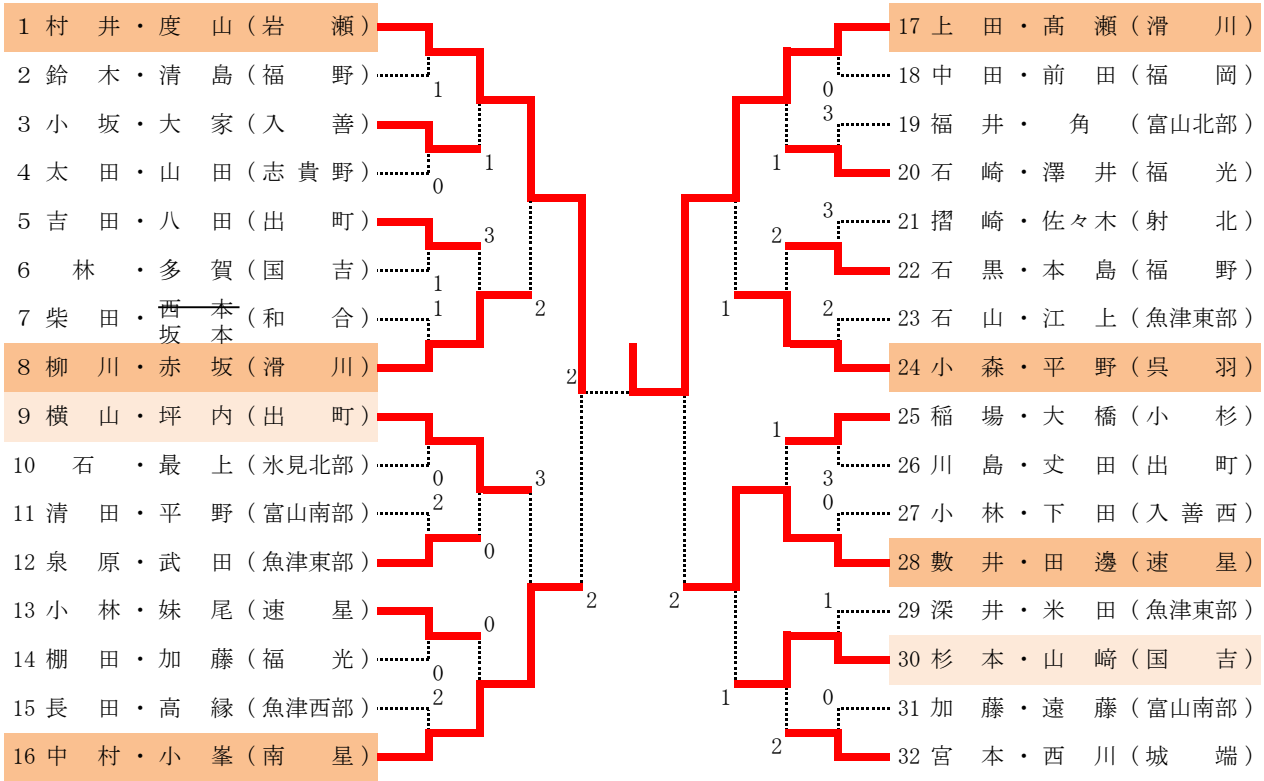 1 村井・度山(岩瀬)
2 鈴木・清島(福野)
1
3 小坂・大家(入善)
1
4 太田・山田(志貴野)
0
5 吉田・八田(出町)
3
6 林・多賀(国吉)
1
1
7 柴田・西本(和合)
坂本
2
8 柳川・赤坂(滑川)
2
9 横山・坪内(出町)
10 石・最上(氷見北部)
0
3
11 清田・平野(富山南部)
2
12 泉原・武田(魚津東部)
0
13 小林・妹尾(速星)
2
0
14 棚田・加藤(福光)
0
15 長田・高縁(魚津西部)
2
16 中村・小峯(南星)
17 上田・髙瀬(滑川)
18 中田・前田(福岡)
0
3
19 福井・角(富山北部)
1
20 石崎・澤井(福光)
3
21 摺崎・佐々木(射北)
2
22 石黒・本島(福野)
1
2
23 石山・江上(魚津東部)
24 小森・平野(呉羽)
25 稲場・大橋(小杉)
1
26 川島・丈田(出町)
3
0
27 小林・下田(入善西)
28 數井・田邊(速星)
2
1
29 深井・米田(魚津東部)
30 杉本・山﨑(国吉)
1
0
31 加藤・遠藤(富山南部)
2
32 宮本・西川(城端)